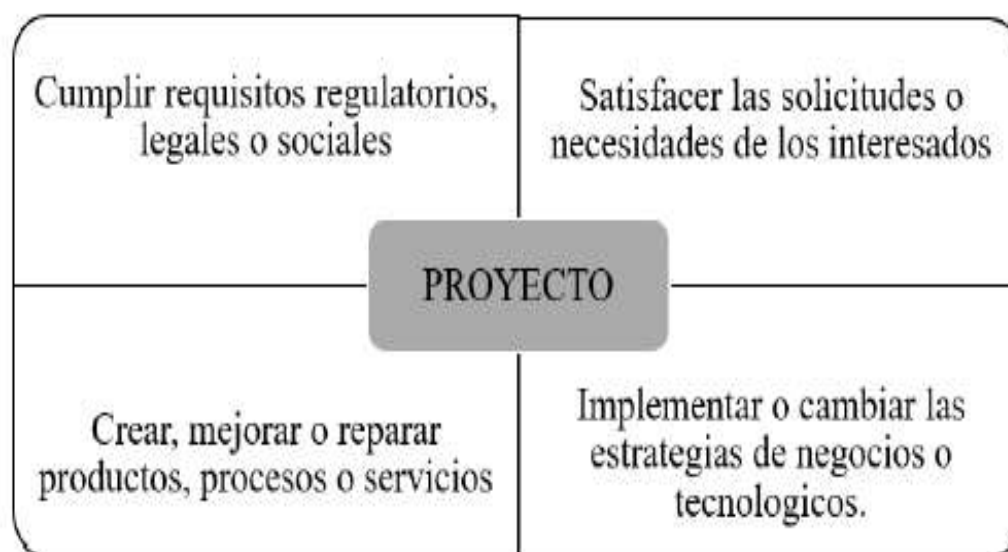 Cumplir requisitos regulatorios,
legales o sociales
Satisfacer las solicitudes o
necesidades de los interesados
PROYECTO
Crear, mejorar o reparar
productos, procesos o servicios
Implementar o cambiar las
estrategias de negocios o
tecnologicos.